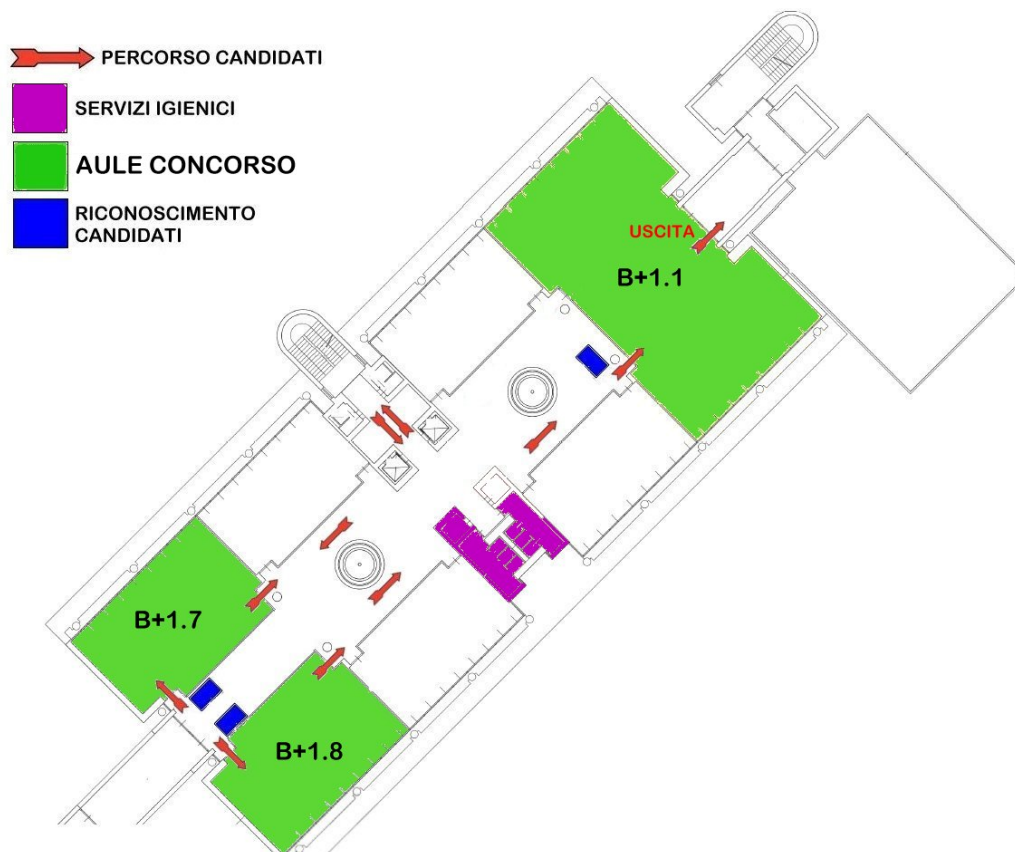 PERCORSO CANDIDATI
SERVIZI IGIENICI
AULE CONCORSO
RICONOSCIMENTO
CANDIDATI
USCITA
B+1.1
B+1.7
B+1.8